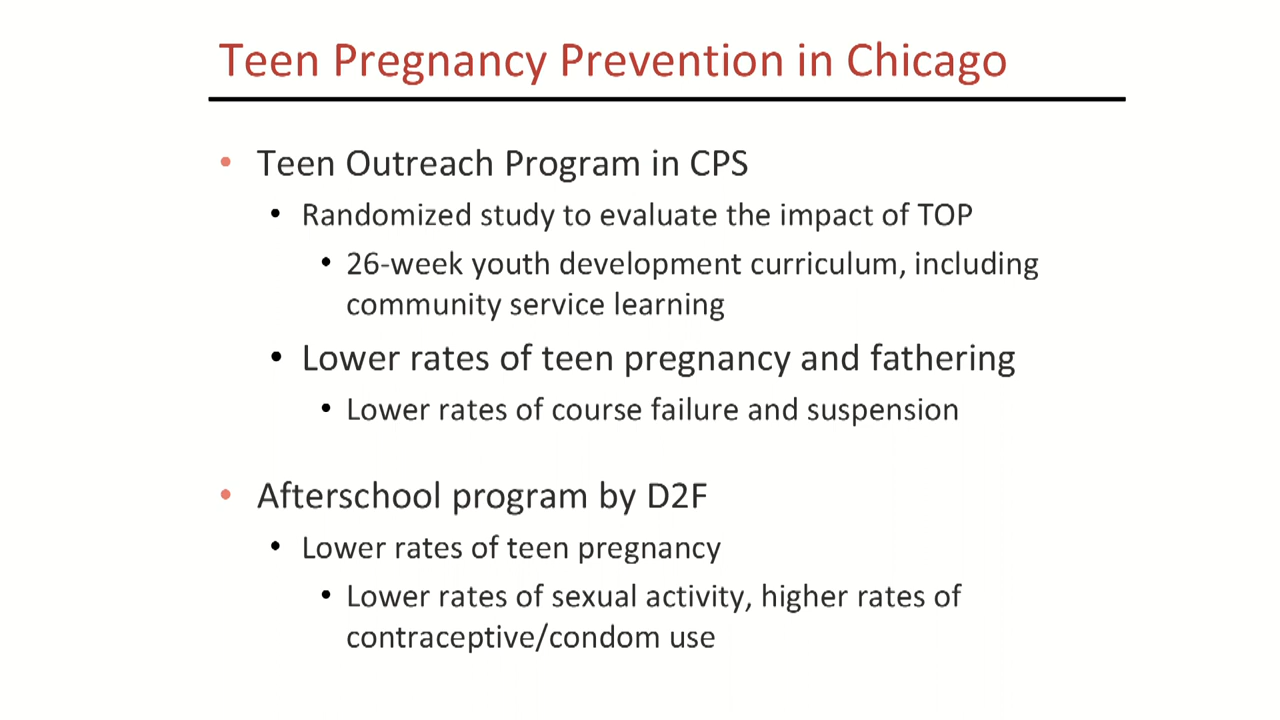 Teen Pregnancy Prevention in Chicago
• Teen Outreach Program in CPS
• Randomized study to evaluate the impact of TOP
• 26-week youth development curriculum, including
community service learning
• Lower rates of teen pregnancy and fathering
• Lower rates of course failure and suspension
• Afterschool program by D2F
• Lower rates of teen pregnancy
• Lower rates of sexual activity, higher rates of
contraceptive/condom use